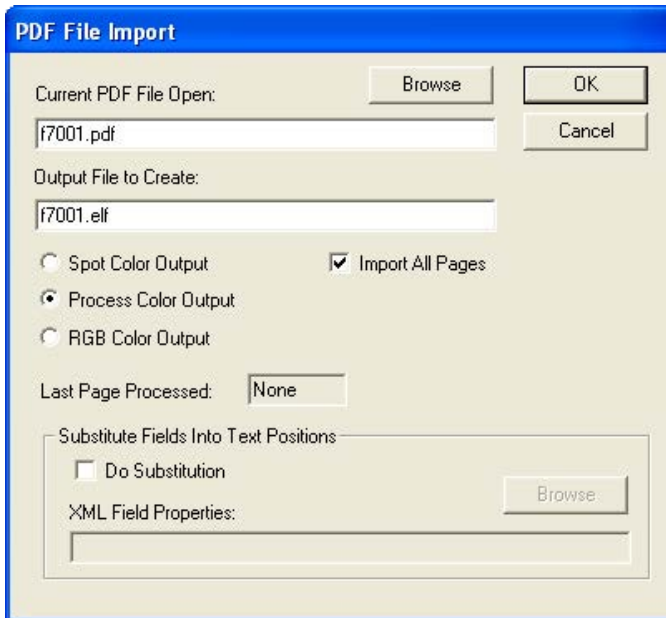 PDF File Import
Current PDF File Open:
Browse
OK
f7001.pdf
Cancel
Output File to Create:
f7001.elf
Spot Color Output
Import All Pages
Process Color Output
RGB Color Output
Last Page Processed:
None
Substitute Fields Into Text Positions
Do Substitution
Browse
XML Field Properties: